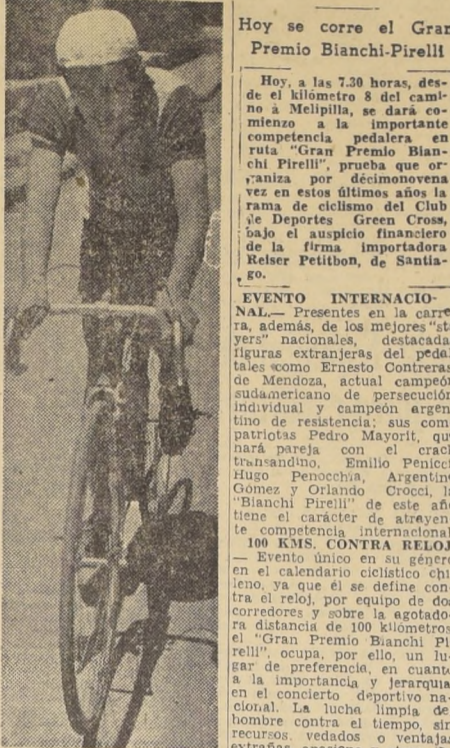 Hoy se corre el Gran
Premio Bianchi-Pirelli
Hoy, a las 7.30 horas, des-
de el kilómetro 8 del cami-
no a Melipilla, se dará co-
mienzo a la importante
competencia pedalera en
ruta "Gran Premio Bian-
chi Pirelli", prueba que or-
ganiza por décimonovena
vez en estos últimos años la
rama de ciclismo del Club
de Deportes Green Cross,
bajo el auspicio financiero
de la firma importadora
Reiser Petitbon, de Santia-
go.
EVENTO INTERNACIO-
NAL.— Presentes en la carre
ra, además, de los mejores "st
yers" nacionales, destacada
figuras extranjeras del peda
tales como Ernesto Contreras
de Mendoza, actual campeón
sudamericano de persecución
individual y campeón argen
tino de resistencia; sus com
patriotas Pedro Mayorit, qu
hará pareja con el crack
transandino, Emilio Penicc
Hugo Penocchia, Argentin
Gómez y Orlando Crocci, l
"Bianchi Pirelli" de este añ
tiene el carácter de atrayen
te competencia internacional
100 KMS. CONTRA RELOJ
— Evento único en su género
en el calendario ciclístico chi
leno, ya que él se define con
tra el reloj, por equipo de dos
corredores y sobre la agotado
ra distancia de 100 kilómetros
el "Gran Premio Bianchi Pi
relli", ocupa, por ello, un lu
gar de preferencia, en cuant
a la importancia y jerarquía
en el concierto deportivo na
cional. La lucha limpia de
hombre contra el tiempo, sin
recursos vedados o ventajas